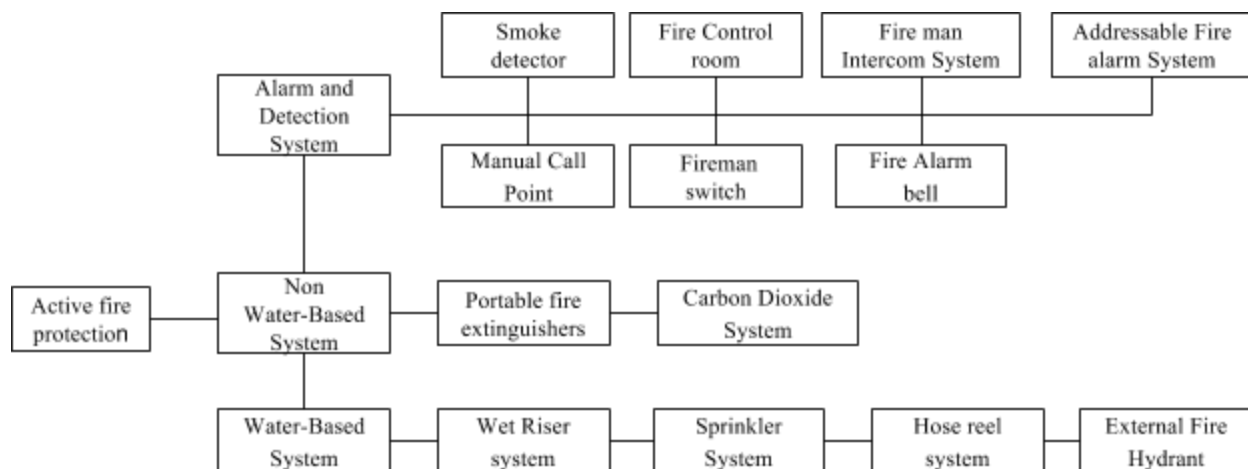 Smoke
detector
Fire Control
room
Fire man
Intercom System
Addressable Fire
alarm System
Alarm and
Detection
System
Manual Call
Point
Fireman
switch
Fire Alarm
bell
Active fire
protection
Non
Water-Based
System
Portable fire
extinguishers
Carbon Dioxide
System
Water-Based
System
Wet Riser
system
Sprinkler
System
Hose reel
system
External Fire
Hydrant